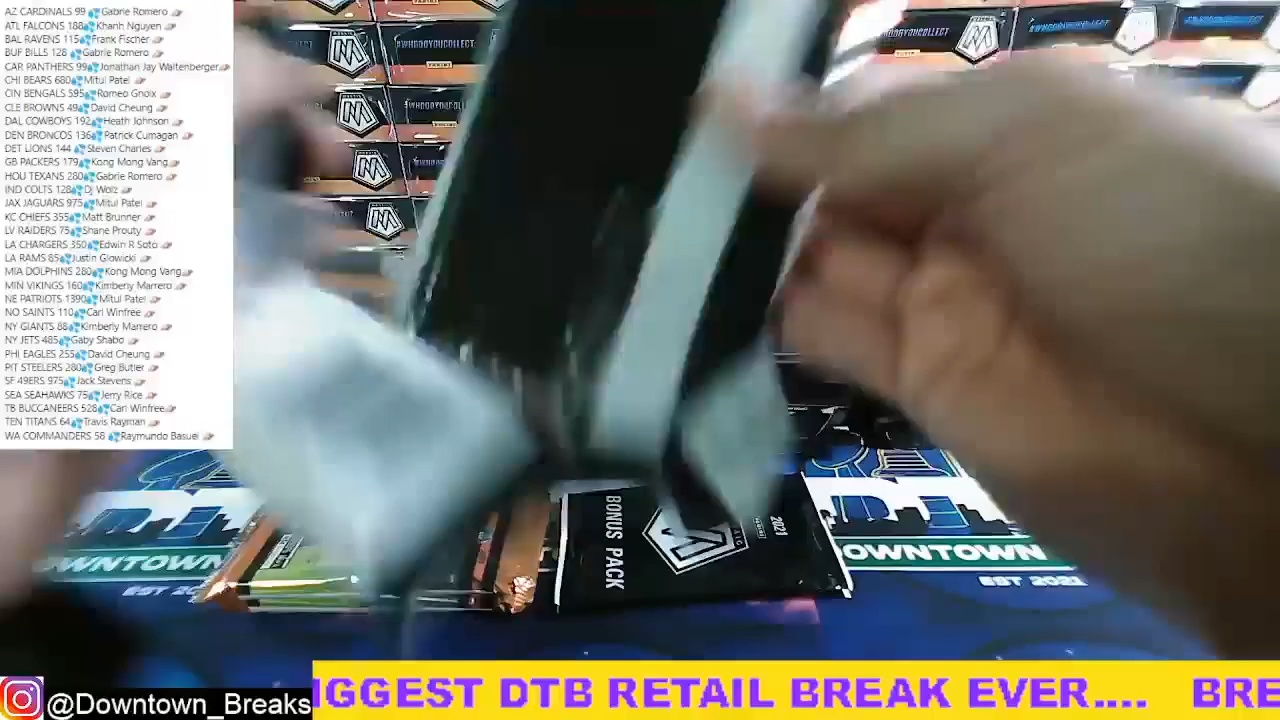 AZ CARDINALS 99 Gabrie Romero
ATL FALCONS 188 Khanh Nguyen
BAL RAVENS 115 Frank Fischer
BUF BILLS 128 Gabrie Romero
CAR PANTHERS 99 Jonathan Jay Waltenberger
CHI BEARS 680 Mitul Patel
CIN BENGALS 595 Romeo Gnoix
CLE BROWNS 49 David Cheung
DAL COWBOYS 192 Heath Johnson
DEN BRONCOS 136 Patrick Cumagan
DET LIONS 144 Steven Charles
GB PACKERS 179 Kong Mong Vang
HOU TEXANS 280 Gabrie Romero
IND COLTS 128 Dj Wolz
JAX JAGUARS 975 Mitul Patel
KC CHIEFS 355 Matt Brunner
LV RAIDERS 75 Shane Prouty
LA CHARGERS 350 Edwin R Soto
LA RAMS 85 Justin Glowicki
MIA DOLPHINS 280 Kong Mong Vang
MIN VIKINGS 160 Kimberly Marrero
NE PATRIOTS 1390 Mitul Patel
NO SAINTS 110 Carl Winfree
NY GIANTS 88 Kimberly Marrero
NY JETS 485 Gaby Shabo
PHI EAGLES 255 David Cheung
PIT STEELERS 280 Greg Butler
SF 49ERS 975 Jack Stevens
SEA SEAHAWKS 75 Jerry Rice
TB BUCCANEERS 528 Carl Winfree
TEN TITANS 64 Travis Rayman
WA COMMANDERS 58 Raymundo Basuel
#WHODOYOUCOLLECT
#WHODOYOUCOLLECT
BONUS PACK
2021
DOWNTOWN
EST 2021
DOWNTOWN
EST 2021
@Downtown_Breaks
IGGEST DTB RETAIL BREAK EVER.... BRE